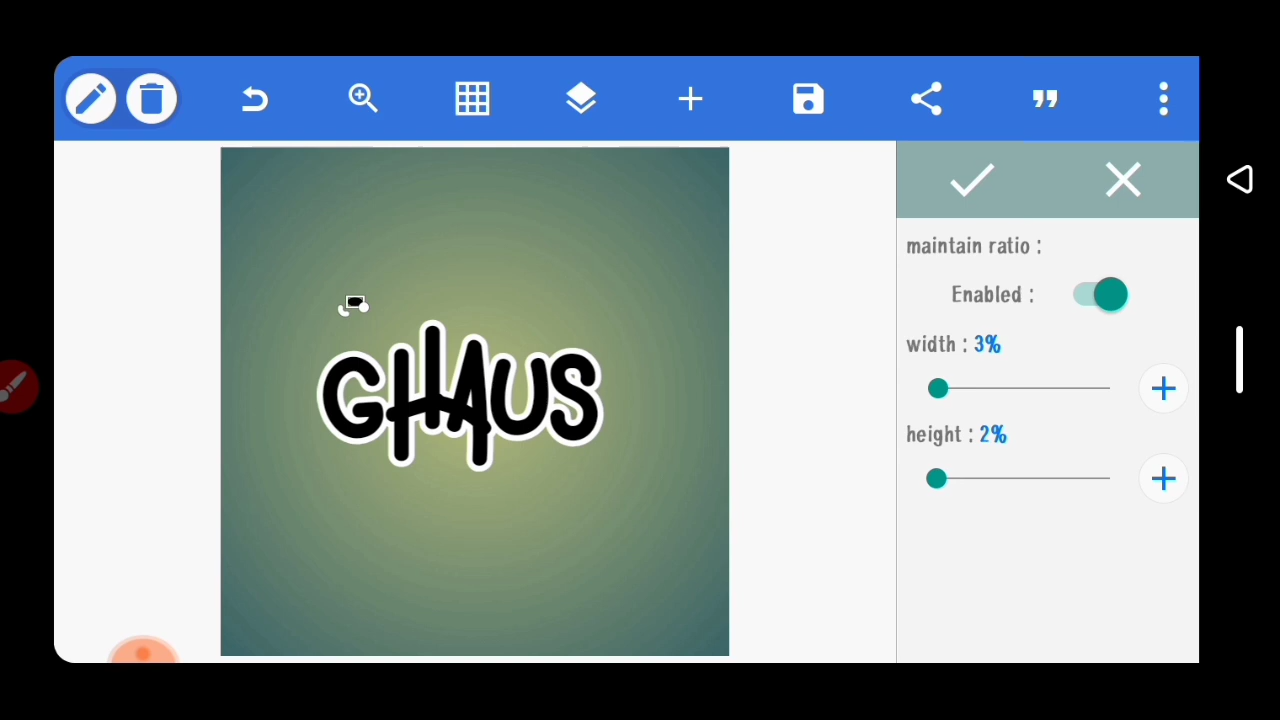 GHAUS
maintain ratio :
Enabled :
width : 3%
height : 2%